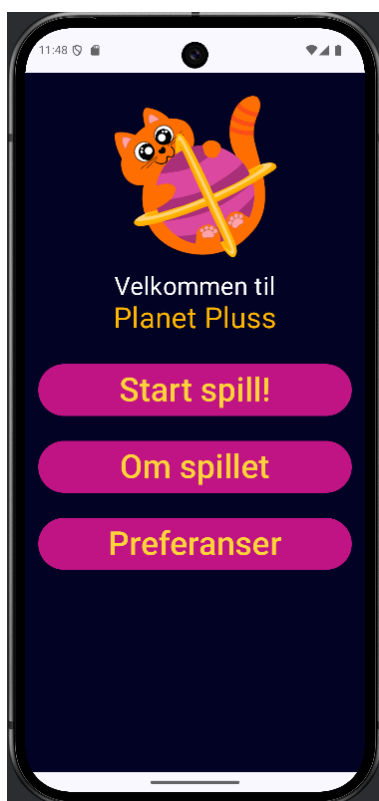 11:48
Velkommen til
Planet Pluss
Start spill!
Om spillet
Preferanser